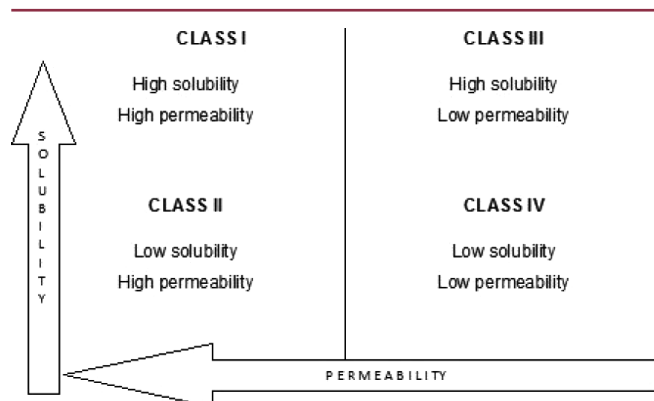 CLASS I
High solubility
High permeability
CLASS III
High solubility
Low permeability
SOLUBILITY
CLASS II
Low solubility
High permeability
CLASS IV
Low solubility
Low permeability
PERMEABILITY